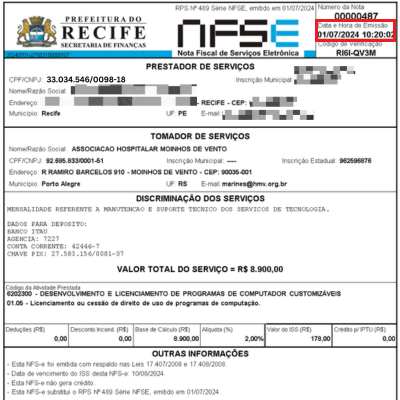 RPS Nº 489 Série NFSE, emitido em 01/07/2024
PREFEITURA DO
RECIFE
SECRETARIA DE FINANÇAS
NFSE
Nota Fiscal de Serviços Eletrônica
Número da Nota
00000487
Data e Hora de Emissão
01/07/2024 10:20:02
Código de Verificação
RI6I-QV3M
PRESTADOR DE SERVIÇOS
CPF/CNPJ: 33.034.546/0098-18 Inscrição Municipal:
Nome/Razão Social:
Endereço: - RECIFE - CEP:
Município: Recife UF: PE E-mail:
TOMADOR DE SERVIÇOS
Nome/Razão Social: ASSOCIACAO HOSPITALAR MOINHOS DE VENTO
CPF/CNPJ: 92.685.833/0001-51 Inscrição Municipal: ---- Inscrição Estadual: 962596876
Endereço: R RAMIRO BARCELOS 910 - MOINHOS DE VENTO - CEP: 90035-001
Município: Porto Alegre UF: RS E-mail: marines@hmv.org.br
DISCRIMINAÇÃO DOS SERVIÇOS
MENSALIDADE REFERENTE A MANUTENCAO E SUPORTE TECNICO DOS SERVICOS DE TECNOLOGIA.
DADOS PARA DEPOSITO:
BANCO ITAU
AGENCIA: 7227
CONTA CORRENTE: 42446-7
CHAVE PIX: 27.583.156/0001-07
VALOR TOTAL DO SERVIÇO = R$ 8.900,00
Código da Atividade Prestada
6202300 - DESENVOLVIMENTO E LICENCIAMENTO DE PROGRAMAS DE COMPUTADOR CUSTOMIZÁVEIS
01.05 - Licenciamento ou cessão de direito de uso de programas de computação.
Deduções (R$) Desconto Incond (R$) Base de Cálculo (R$) Alíquota (%) Valor do ISS (R$) Crédito p/ IPTU (R$)
0,00 0,00 8.900,00 2,00% 178,00 0,00
OUTRAS INFORMAÇÕES
- Esta NFS-e foi emitida com respaldo nas Leis 17.407/2008 e 17.408/2008.
- Data de vencimento do ISS desta NFS-e: 10/08/2024.
- Esta NFS-e não gera crédito.
- Esta NFS-e substitui o RPS Nº 489 Série NFSE, emitido em 01/07/2024.